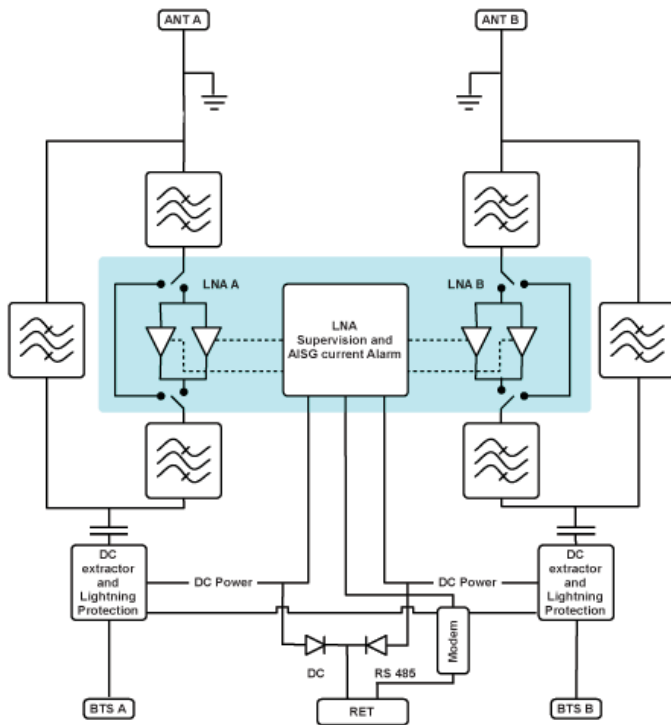 ANT A
ANT B
LNA A
LNA B
LNA
Supervision and
AISG current Alarm
DC
extractor
and
Lightning
Protection
DC Power
DC Power
DC
extractor
and
Lightning
Protection
Modem
DC
RS 485
BTS A
RET
BTS B